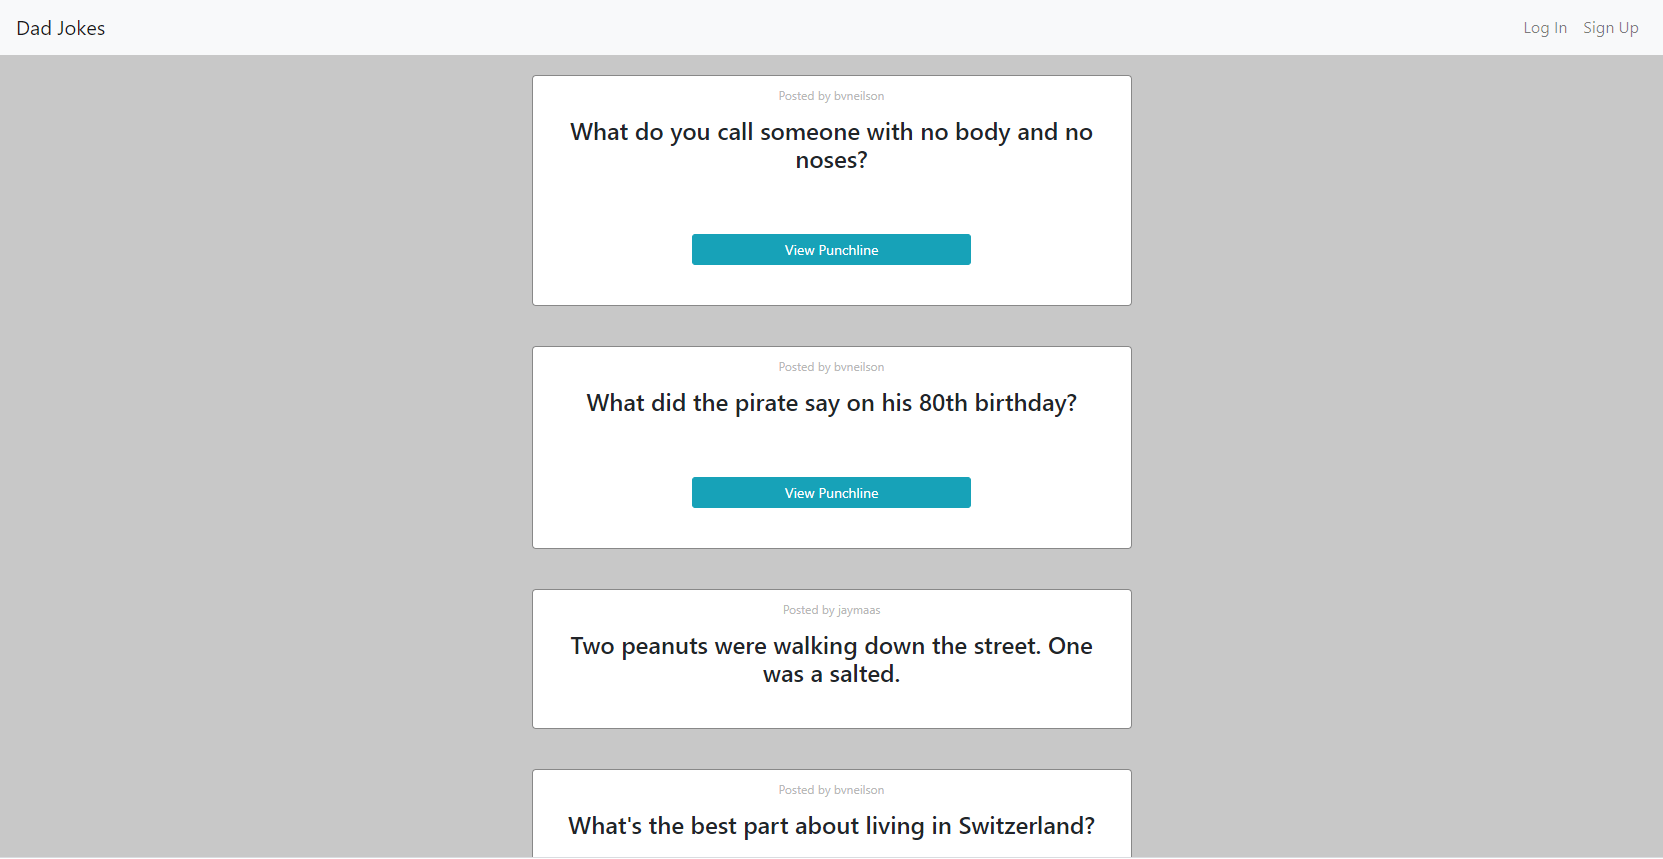 Dad Jokes
Log In
Sign Up
Posted by bvneilson
What do you call someone with no body and no
noses?
View Punchline
Posted by bvneilson
What did the pirate say on his 80th birthday?
View Punchline
Posted by jaymaas
Two peanuts were walking down the street. One
was a salted.
Posted by bvneilson
What's the best part about living in Switzerland?